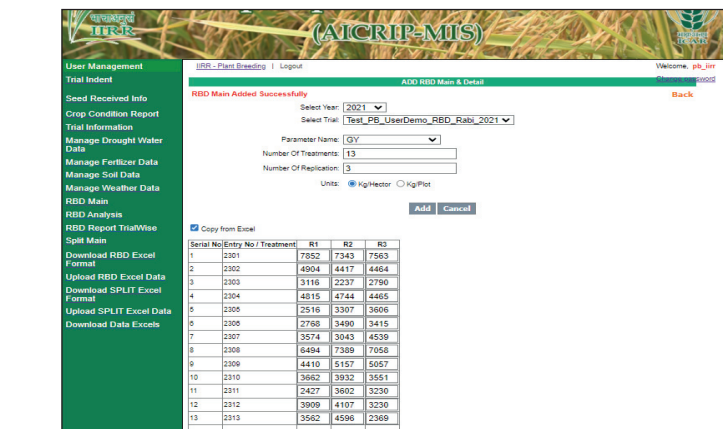 भाचाअनुसं
IIRR
(AICRIP-MIS)
ICAR
User Management
IIRR - Plant Breeding | Logout
Welcome, pb_iirr
Trial Indent
ADD RBD Main & Detail
Change password
Seed Received Info
RBD Main Added Successfully
Back
Crop Condition Report
Select Year: 2021
Trial Information
Select Trial: Test_PB_UserDemo_RBD_Rabi_2021
Manage Drought Water
Data
Parameter Name: GY
Manage Fertlizer Data
Number Of Treatments: 13
Manage Soil Data
Number Of Replication: 3
Manage Weather Data
Units: Kg/Hector Kg/Plot
RBD Main
RBD Analysis
Add Cancel
RBD Report TrialWise
Copy from Excel
Split Main
Serial No Entry No / Treatment R1 R2 R3
Download RBD Excel
Format
Upload RBD Excel Data
Download SPLIT Excel
Format
Upload SPLIT Excel Data
Download Data Excels
1 2301 7852 7343 7563
2 2302 4904 4417 4464
3 2303 3116 2237 2790
4 2304 4815 4744 4465
5 2305 2516 3307 3606
6 2306 2768 3490 3415
7 2307 3574 3043 4539
8 2308 6494 7389 7058
9 2309 4410 5157 5057
10 2310 3662 3932 3551
11 2311 2427 3602 3230
12 2312 3909 4107 3230
13 2313 3562 4596 2369